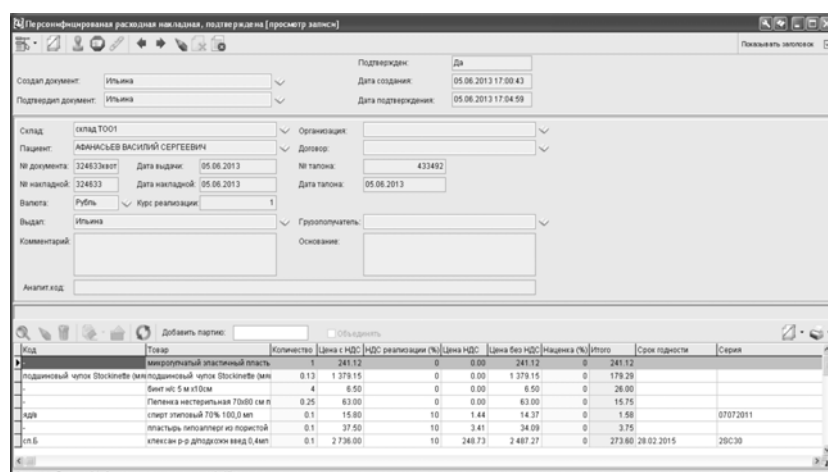 Персонифицированая расходная накладная, подтверждена [просмотр записи]
Показывать заголовок
Подтвержден: Да
Создал документ: Ильина Дата создания: 05.06.2013 17:00:43
Подтвердил документ: Ильина Дата подтверждения: 05.06.2013 17:04:59
Склад: склад ТОО1 Организация:
Пациент: АФАНАСЬЕВ ВАСИЛИЙ СЕРГЕЕВИЧ Договор:
№ документа: 324633квот Дата выдачи: 05.06.2013 № талона: 433492
№ накладной: 324633 Дата накладной: 05.06.2013 Дата талона: 05.06.2013
Валюта: Рубль Курс реализации: 1
Выдал: Ильина Грузополучатель:
Комментарий: Основание:
Аналит.код:
Добавить партию: Объединять
Код Товар Количество Цена с НДС НДС реализации (%) Цена НДС Цена без НДС Наценка (%) Итого Срок годности Серия
- микропугнатый эластичный пласть 1 241.12 0 0.00 241.12 0 241.12
подшиновый чулок Stockinette (мяг подшиновый чулок Stockinette (мяг 0.13 1 379.15 0 0.00 1 379.15 0 179.29
- бинт н/с 5 м х10см 4 6.50 0 0.00 6.50 0 26.00
- Пеленка нестерильная 70х80 см п 0.25 63.00 0 0.00 63.00 0 15.75
яд/в спирт этиловый 70% 100,0 мл 0.1 15.80 10 1.44 14.37 0 1.58 07072011
- пластырь гипоаллерг из пористой 0.1 37.50 10 3.41 34.09 0 3.75
сп.Б клексан р-р д/подкожн введ 0,4мл 0.1 2 736.00 10 248.73 2 487.27 0 273.60 28.02.2015 2SC30